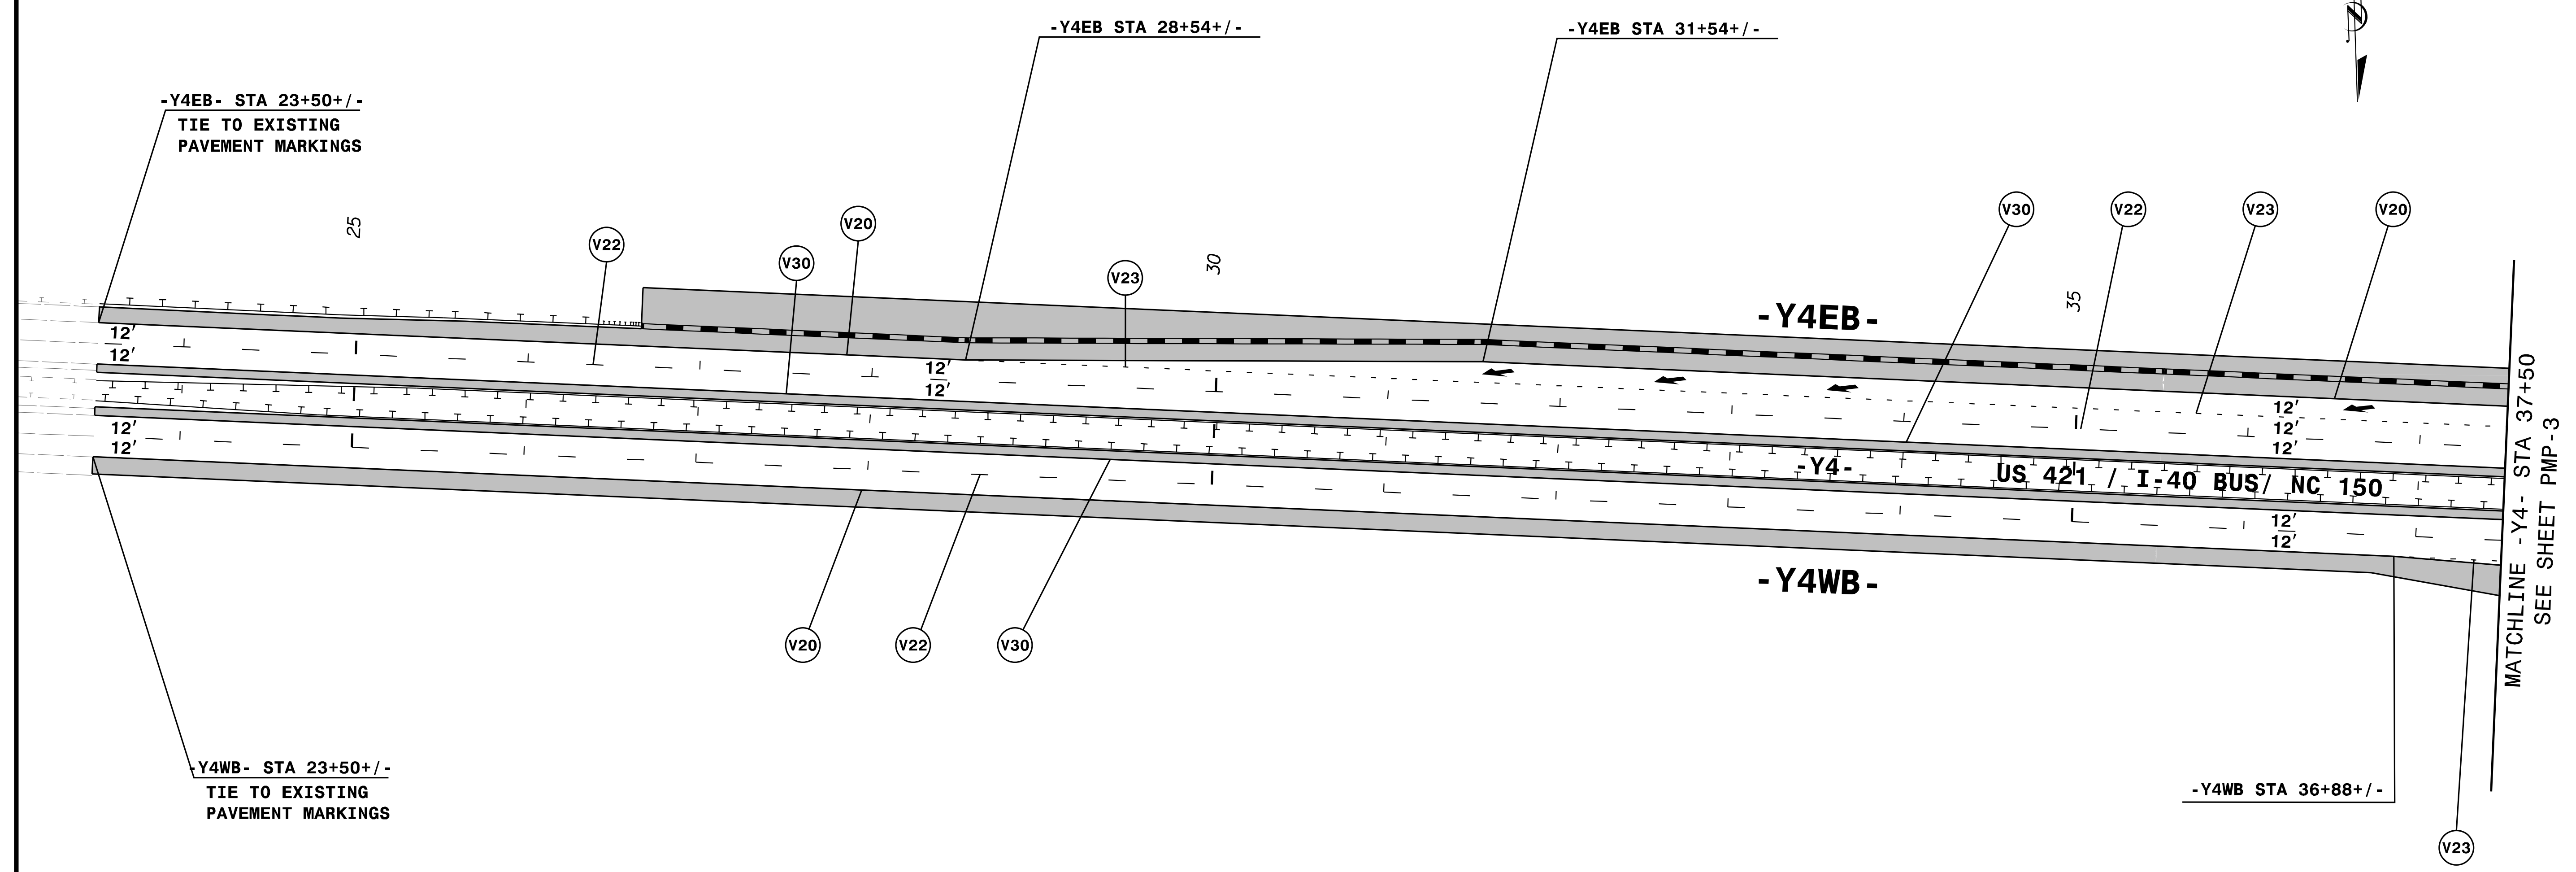 -Y4EB STA 28+54+/-
-Y4EB STA 31+54+/-
N
-Y4EB- STA 23+50+/-
TIE TO EXISTING
PAVEMENT MARKINGS
25
V22
V30
V20
V23
30
V30
V22
V23
V20
35
-Y4EB-
12'
12'
12'
12'
12'
12'
12'
12'
12'
-Y4-
US 421 / I-40 BUS/ NC 150
12'
12'
-Y4WB-
V20
V22
V30
MATCHLINE -Y4- STA 37+50
SEE SHEET PMP-3
-Y4WB- STA 23+50+/-
TIE TO EXISTING
PAVEMENT MARKINGS
-Y4WB STA 36+88+/-
V23